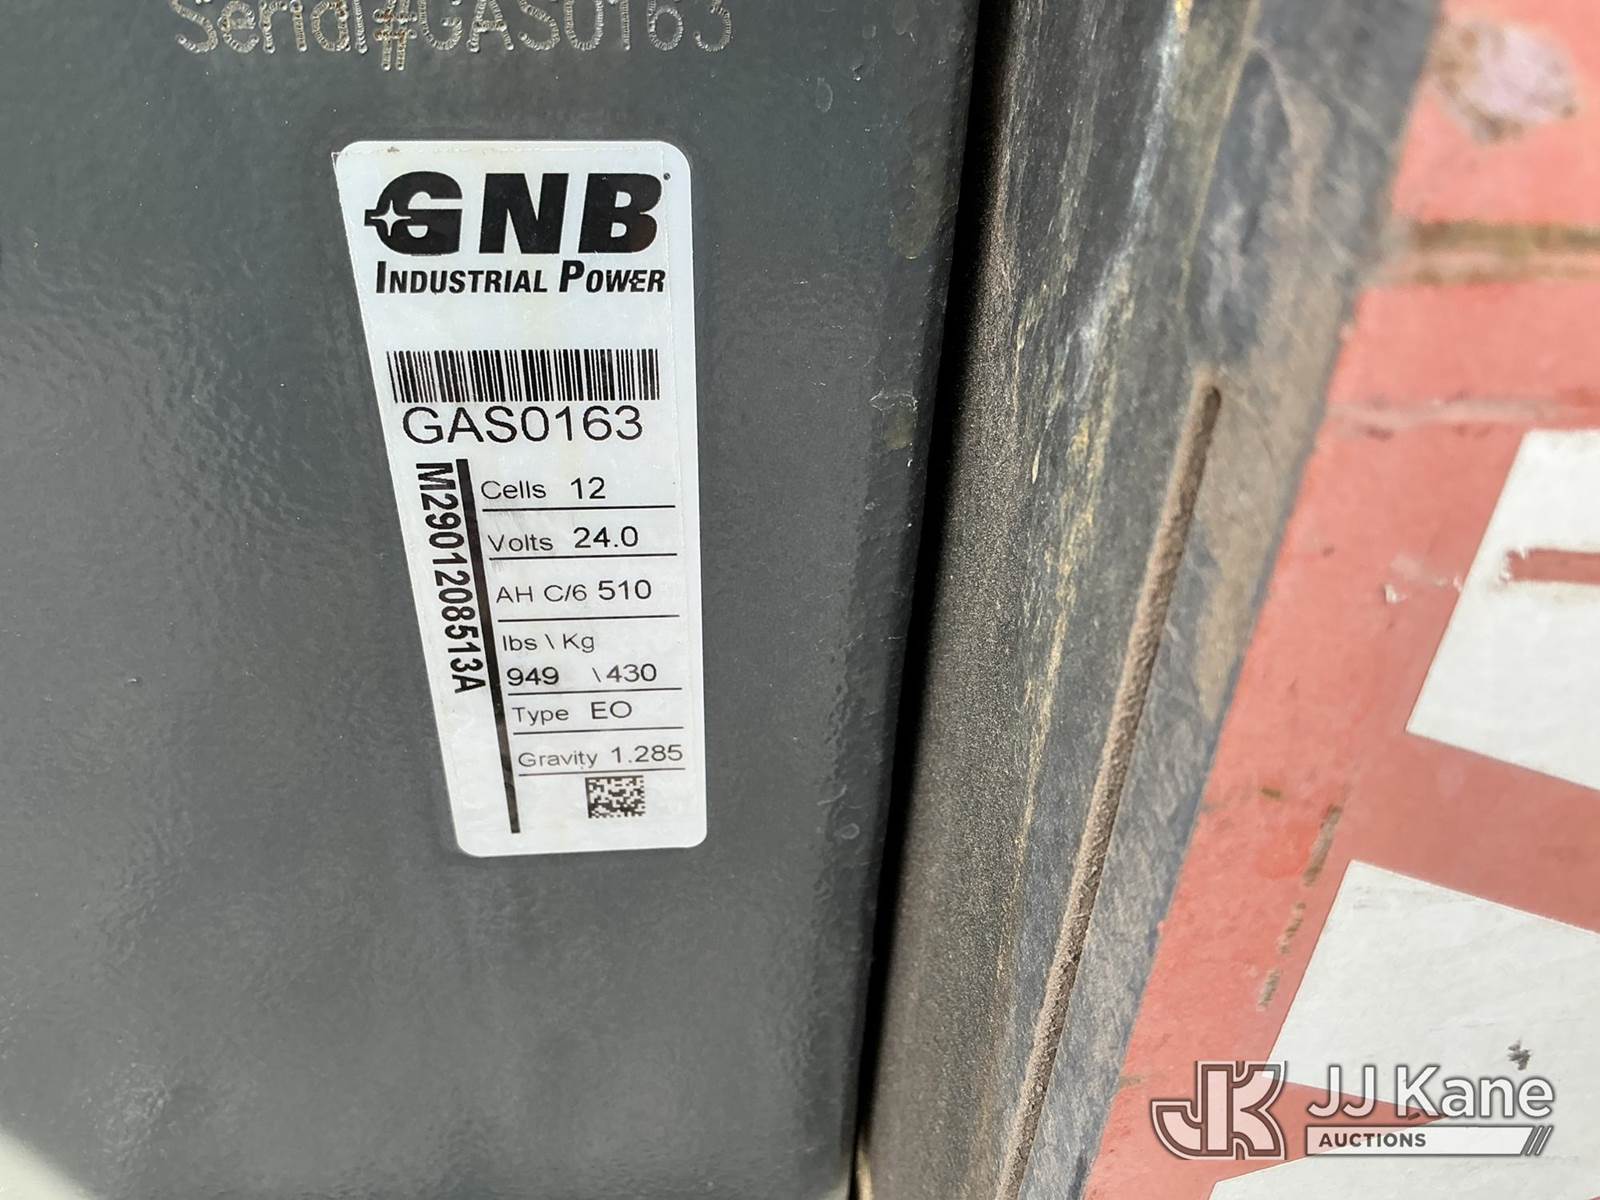 Serial#GAS0163
GNB®
INDUSTRIAL POWER
GAS0163
M2901208513A
Cells 12
Volts 24.0
AH C/6 510
lbs \ Kg
949 \430
Type EO
Gravity 1.285
JK JJ Kane
AUCTIONS